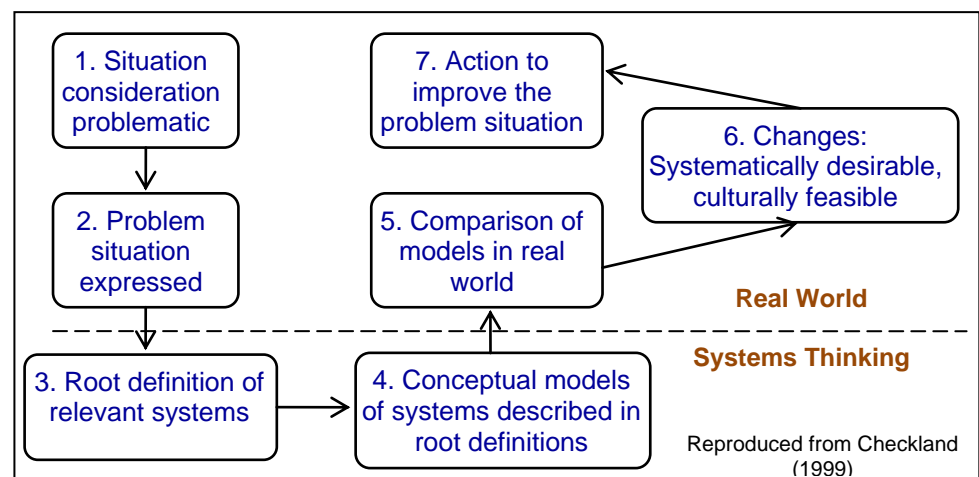 1. Situation
consideration
problematic
2. Problem
situation
expressed
3. Root definition of
relevant systems
4. Conceptual models
of systems described in
root definitions
5. Comparison of
models in real
world
6. Changes:
Systematically desirable,
culturally feasible
7. Action to
improve the
problem situation
Real World
Systems Thinking
Reproduced from Checkland
(1999)